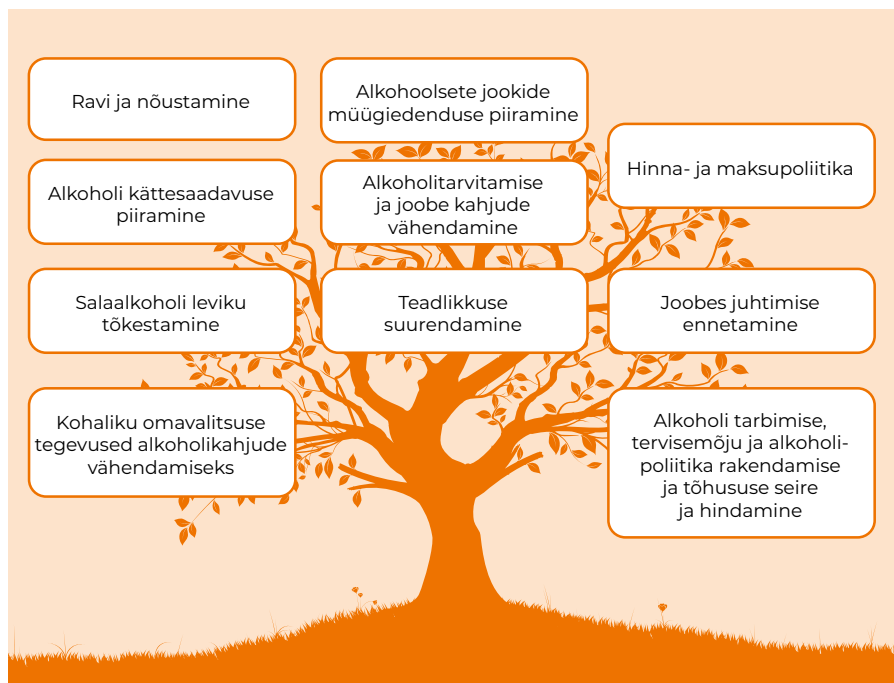 Ravi ja nõustamine
Alkohoolsete jookide
müügiedenduse piiramine
Hinna- ja maksupoliitika
Alkoholi kättesaadavuse
piiramine
Alkoholitarvitamise
ja joobe kahjude
vähendamine
Salaalkoholi leviku
tõkestamine
Teadlikkuse
suurendamine
Joobes juhtimise
ennetamine
Kohaliku omavalitsuse
tegevused alkoholikahjude
vähendamiseks
Alkoholi tarbimise,
tervisemõju ja alkoholi-
poliitika rakendamise
ja tõhususe seire
ja hindamine